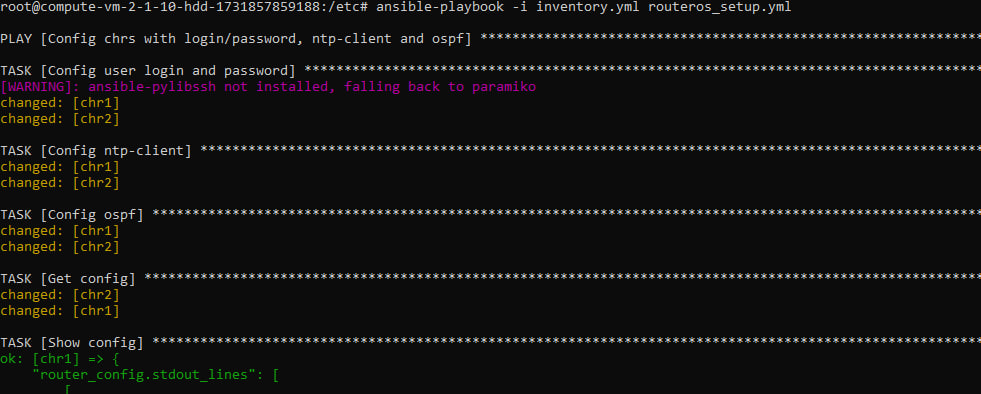 root@compute-vm-2-1-10-hdd-1731857859188:/etc# ansible-playbook -i inventory.yml routeros_setup.yml
PLAY [Config chrs with login/password, ntp-client and ospf] ***************************************************************
TASK [Config user login and password] *************************************************************************************
[WARNING]: ansible-pylibssh not installed, falling back to paramiko
changed: [chr1]
changed: [chr2]
TASK [Config ntp-client] **************************************************************************************************
changed: [chr1]
changed: [chr2]
TASK [Config ospf] ********************************************************************************************************
changed: [chr1]
changed: [chr2]
TASK [Get config] *********************************************************************************************************
changed: [chr2]
changed: [chr1]
TASK [Show config] ********************************************************************************************************
ok: [chr1] => {
    "router_config.stdout_lines": [
        [